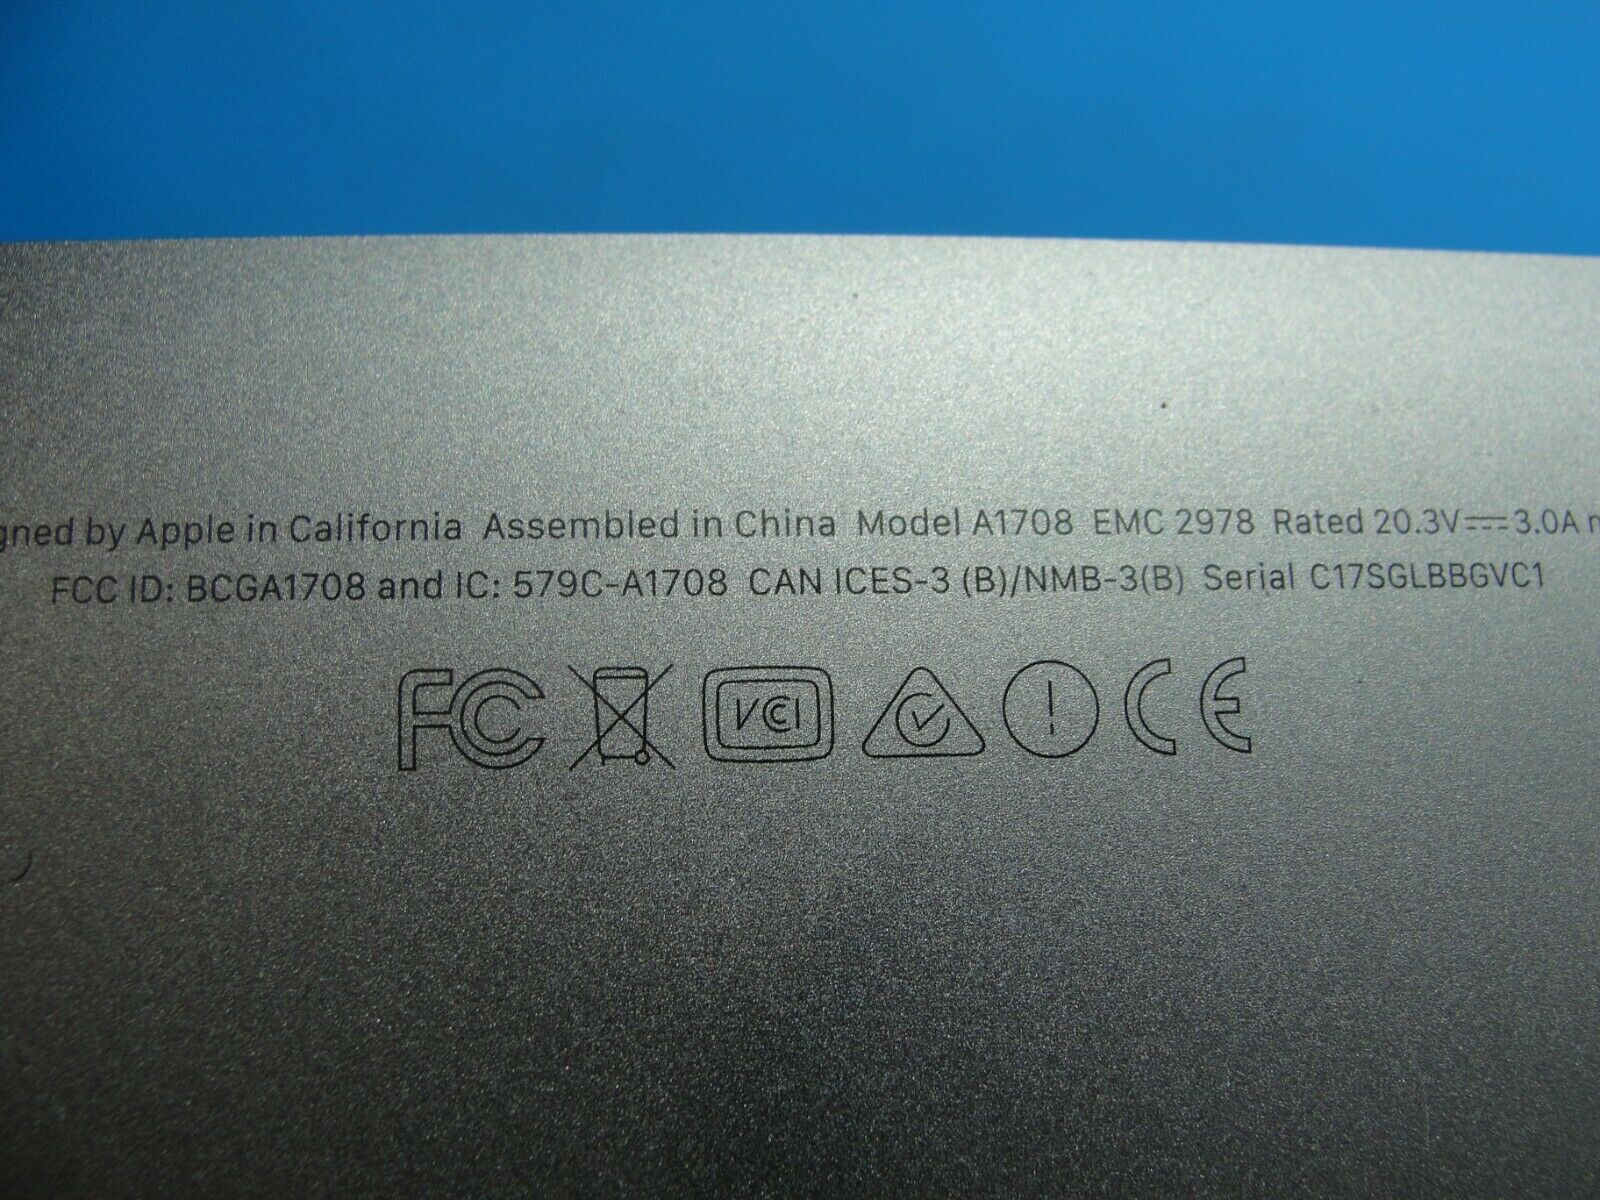 gned by Apple in California Assembled in China Model A1708 EMC 2978 Rated 20.3V⎓3.0A
FCC ID: BCGA1708 and IC: 579C-A1708 CAN ICES-3 (B)/NMB-3(B) Serial C17SGLBBGVC1
FC VCI CE